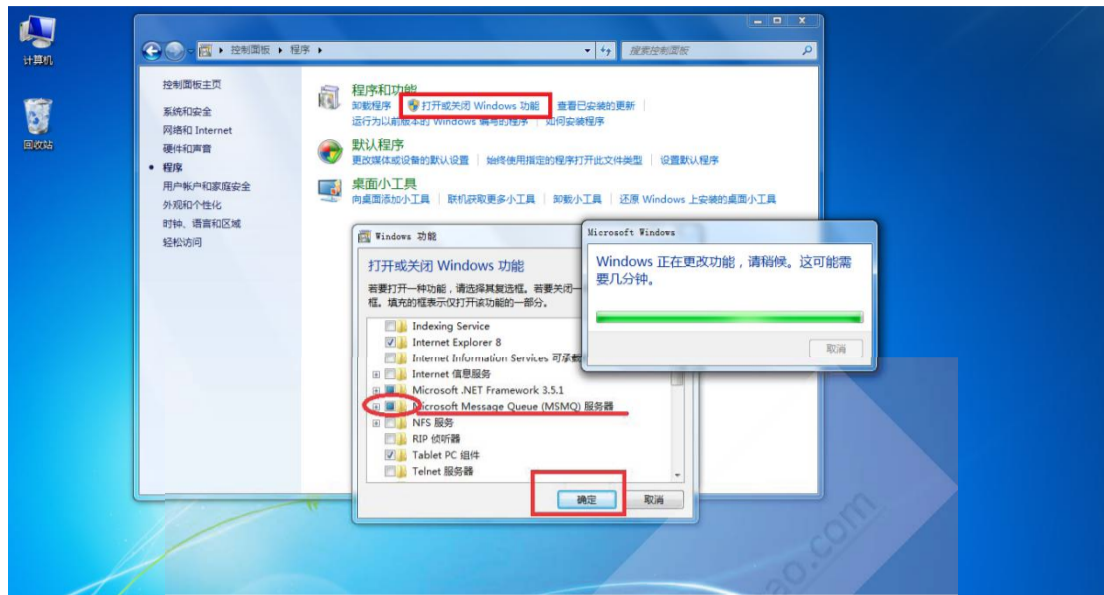 计算机
回收站
控制面板 ▸ 程序 ▸
搜索控制面板
控制面板主页
系统和安全
网络和 Internet
硬件和声音
程序
用户帐户和家庭安全
外观和个性化
时钟、语言和区域
轻松访问
程序和功能
卸载程序 打开或关闭 Windows 功能 查看已安装的更新
运行为以前版本的 Windows 编写的程序 如何安装程序
默认程序
更改媒体或设备的默认设置 始终使用指定的程序打开此文件类型 设置默认程序
桌面小工具
向桌面添加小工具 联机获取更多小工具 卸载小工具 还原 Windows 上安装的桌面小工具
Windows 功能
打开或关闭 Windows 功能
若要打开一种功能，请选择其复选框。若要关闭一
框。填充的框表示仅打开该功能的一部分。
Indexing Service
Internet Explorer 8
Internet Information Services 可承载
Internet 信息服务
Microsoft .NET Framework 3.5.1
Microsoft Message Queue (MSMQ) 服务器
NFS 服务
RIP 侦听器
Tablet PC 组件
Telnet 服务器
确定 取消
Microsoft Windows
Windows 正在更改功能，请稍候。这可能需
要几分钟。
取消